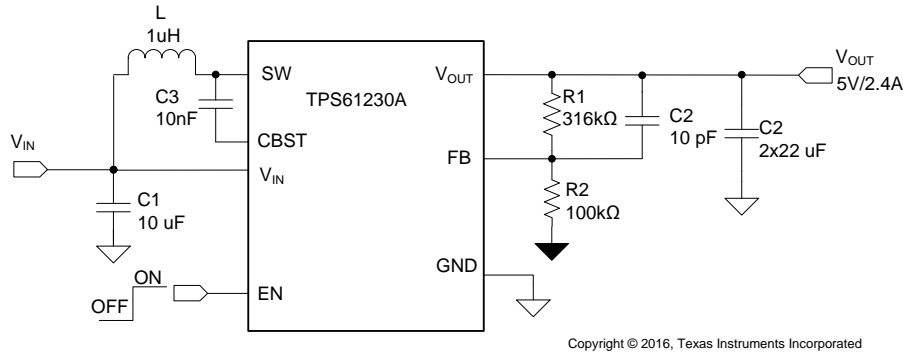 L
1uH
SW
C3
10nF
CBST
TPS61230A
VIN
VIN
C1
10 uF
ON
OFF
EN
VOUT
R1
316kΩ
C2
10 pF
C2
2x22 uF
VOUT
5V/2.4A
FB
R2
100kΩ
GND
Copyright © 2016, Texas Instruments Incorporated